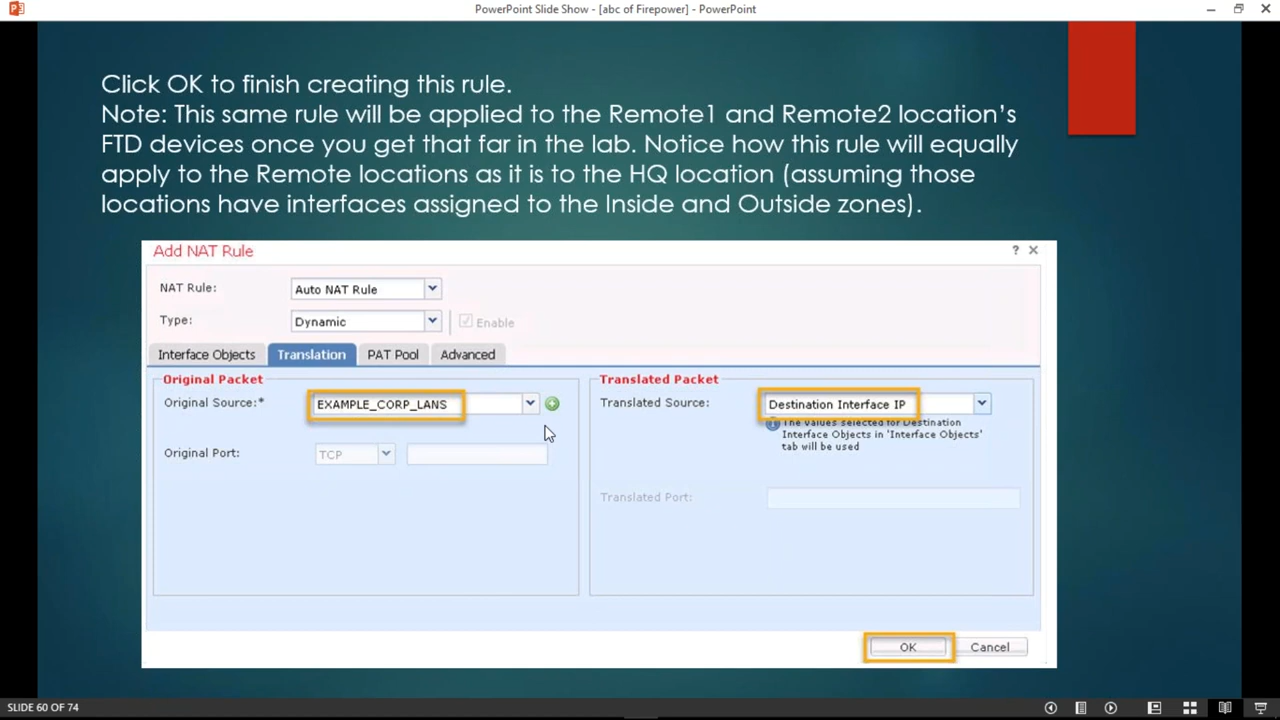 PowerPoint Slide Show - [abc of Firepower] - PowerPoint
Click OK to finish creating this rule.
Note: This same rule will be applied to the Remote1 and Remote2 location's
FTD devices once you get that far in the lab. Notice how this rule will equally
apply to the Remote locations as it is to the HQ location (assuming those
locations have interfaces assigned to the Inside and Outside zones).
Add NAT Rule
NAT Rule: Auto NAT Rule
Type: Dynamic Enable
Interface Objects Translation PAT Pool Advanced
Original Packet Translated Packet
Original Source:* EXAMPLE_CORP_LANS Translated Source: Destination Interface IP
The values selected for Destination
Interface Objects in 'Interface Objects'
tab will be used
Original Port: TCP
Translated Port:
OK Cancel
SLIDE 60 OF 74